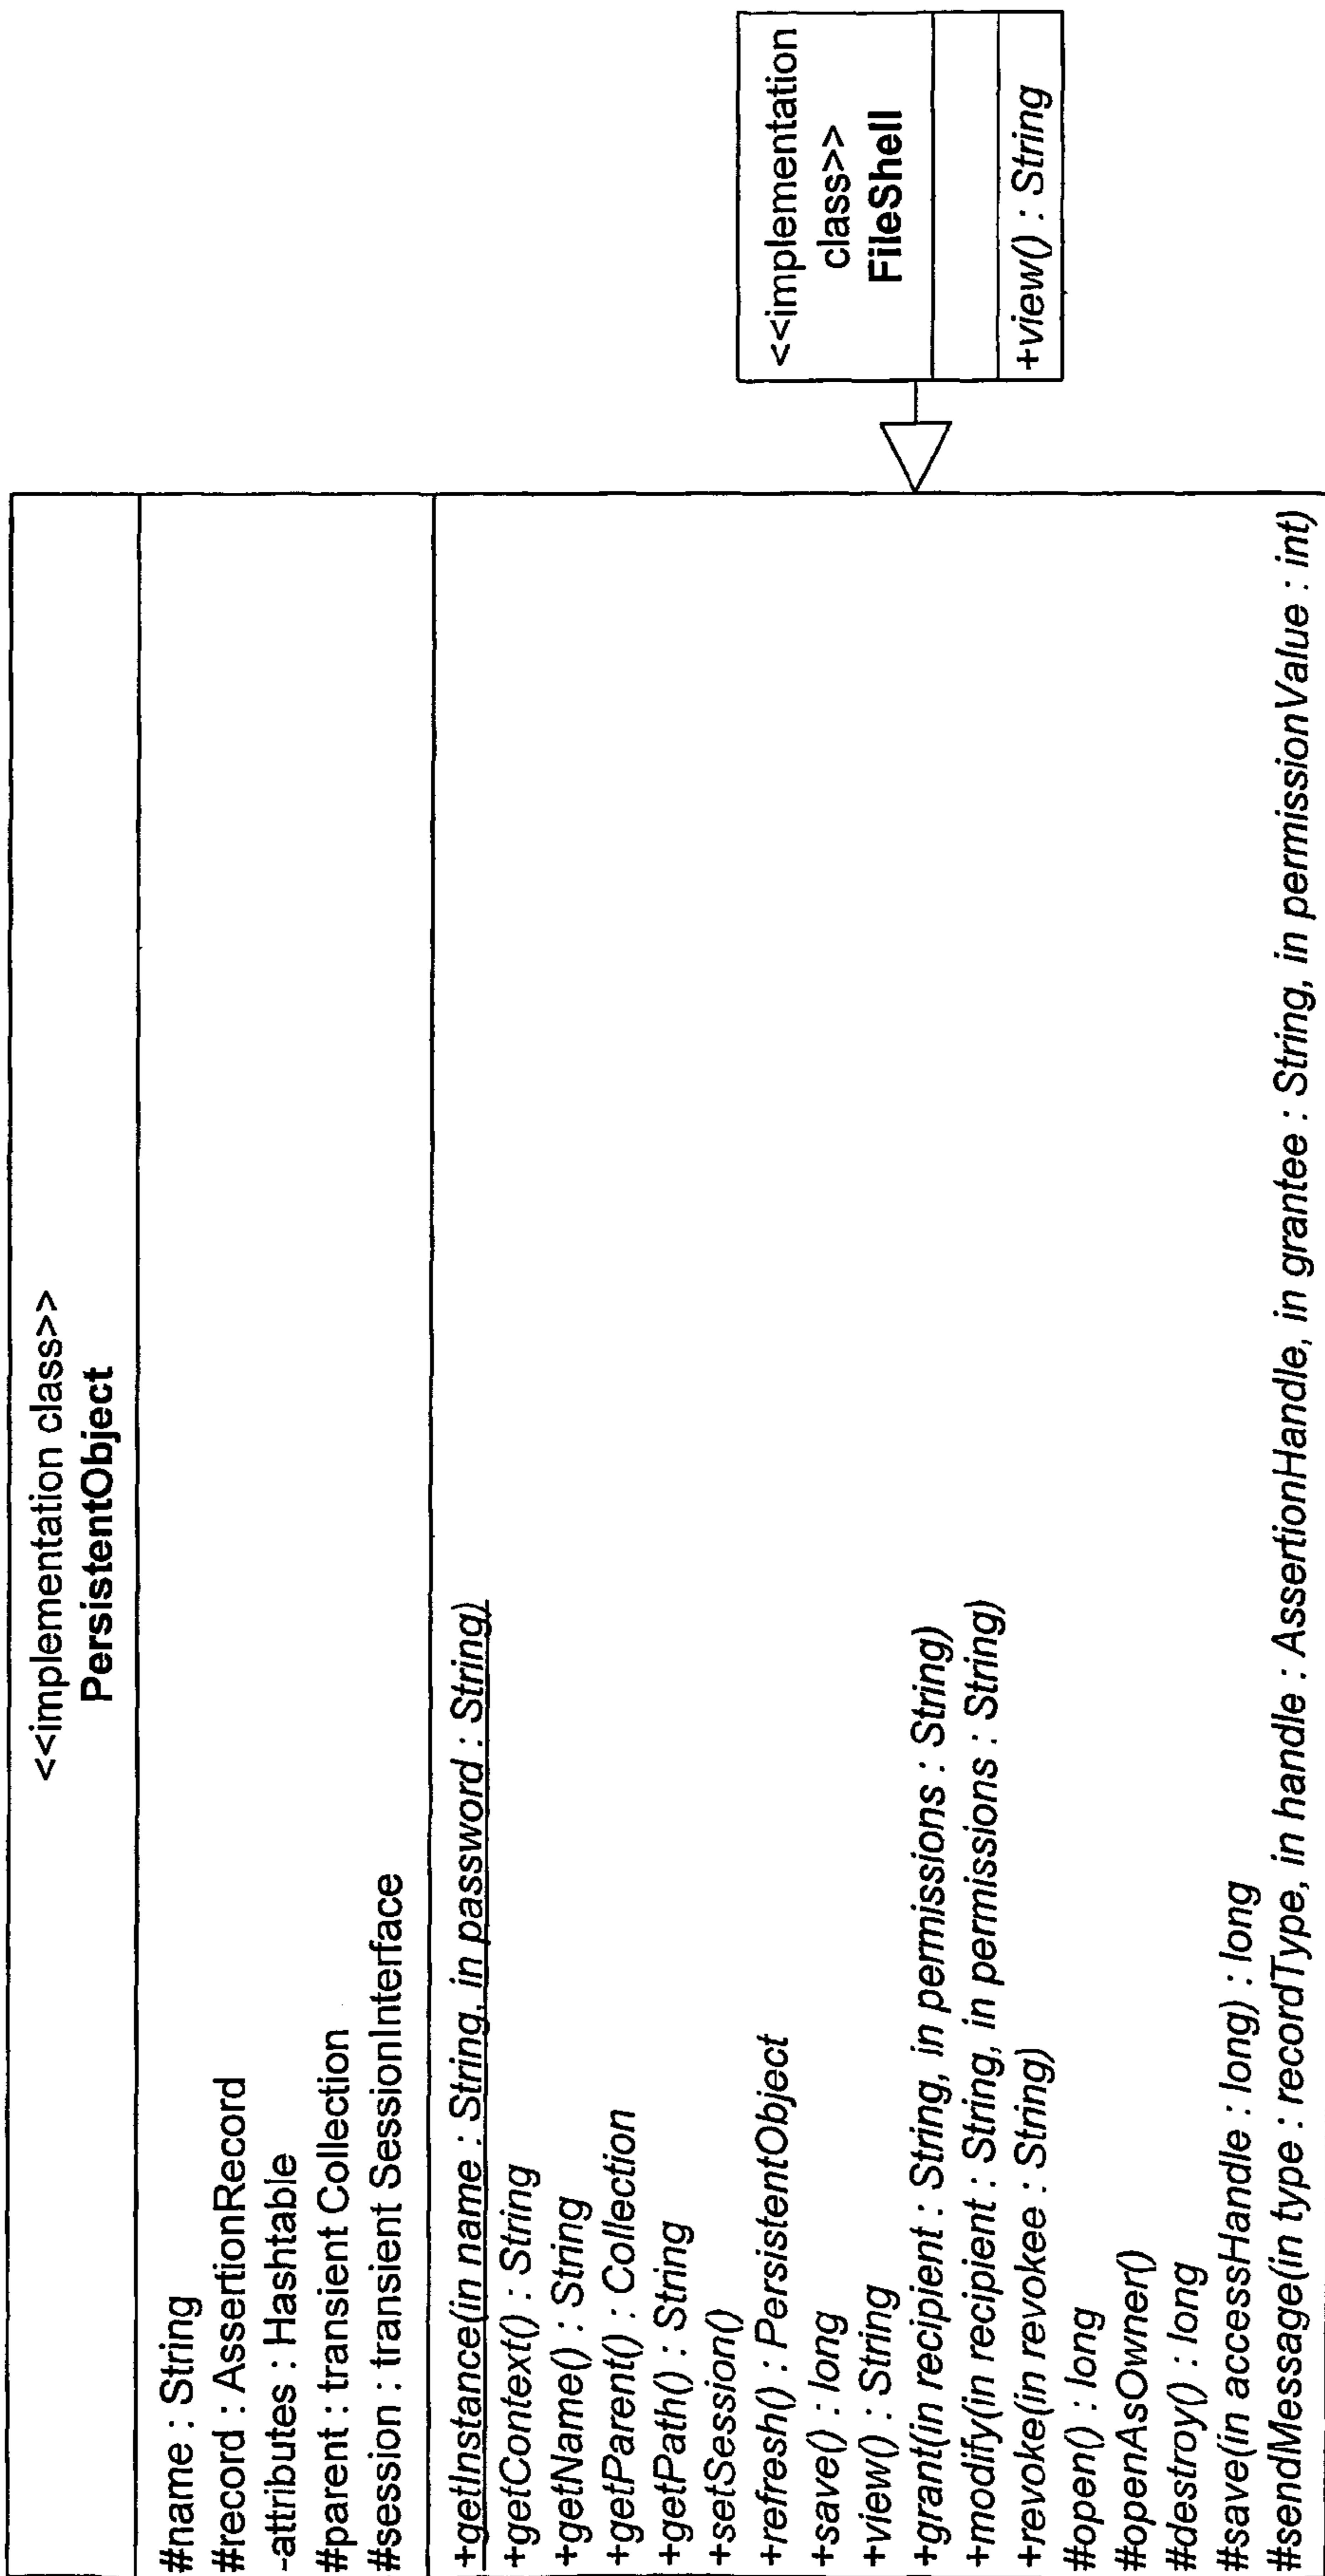 <<implementation class>>
PersistentObject
#name : String
#record : AssertionRecord
-attributes : Hashtable
#parent : transient Collection
#session : transient SessionInterface
+getInstance(in name : String, in password : String)
+getContext() : String
+getName() : String
+getParent() : Collection
+getPath() : String
+setSession()
+refresh() : PersistentObject
+save() : long
+view() : String
+grant(in recipient : String, in permissions : String)
+modify(in recipient : String, in permissions : String)
+revoke(in revokee : String)
#open() : long
#openAsOwner()
#destroy() : long
#save(in accessHandle : long) : long
#sendMessage(in type : recordType, in handle : AssertionHandle, in grantee : String, in permissionValue : int)
<<implementation
class>>
FileShell
+view() : String